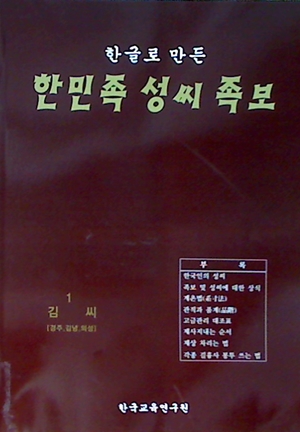 한글로 만든
한민족 성씨 족보
1
김 씨
(경주, 김녕, 의성)
부 록
한국인의 성씨
족보 및 성씨에 대한 상식
계촌법(系寸法)
관직과 품계(品階)
고급관리 대조표
제사지내는 순서
제상 차리는 법
각종 길흉사 봉투 쓰는 법
한국교육연구원